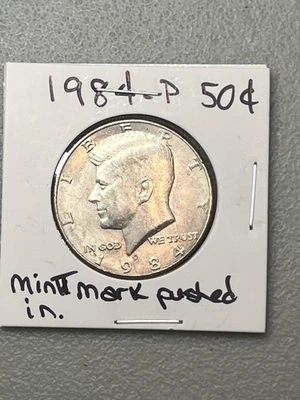 1984-P 50¢
LIBERTY
IN GOD WE TRUST
P
1984
mint mark pushed
in.